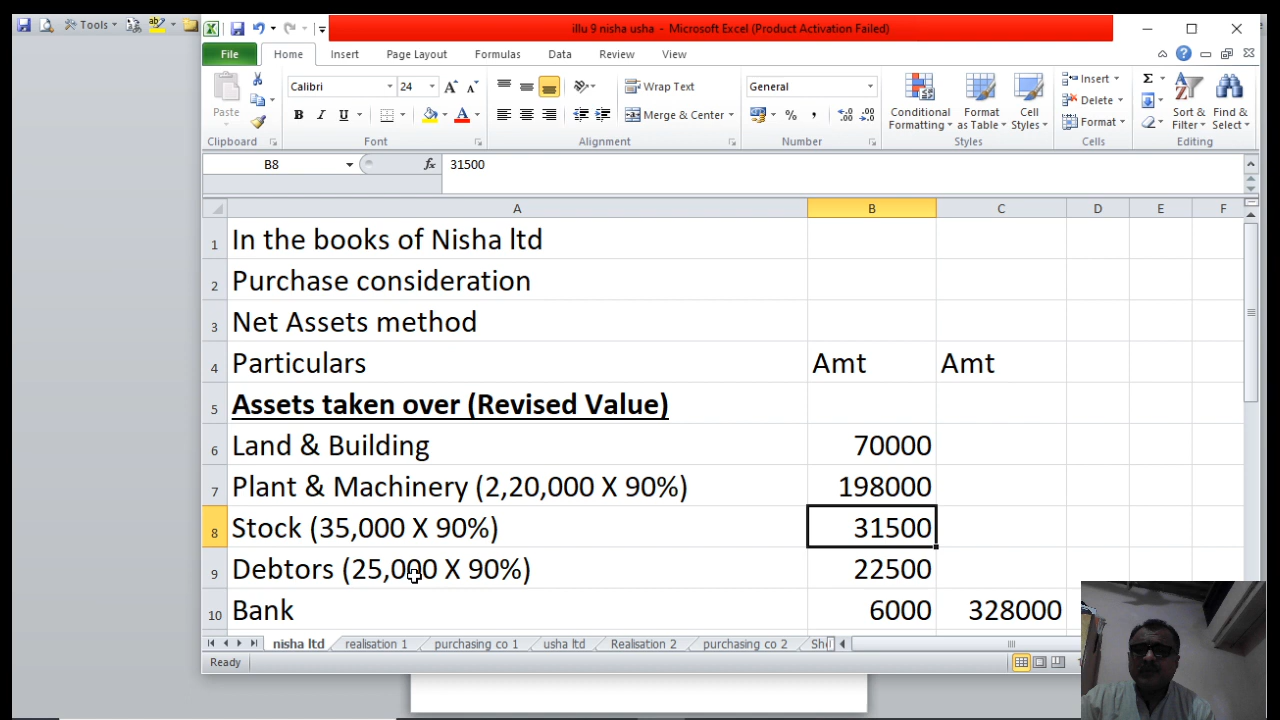 Tools
illu 9 nisha usha - Microsoft Excel (Product Activation Failed)
File Home Insert Page Layout Formulas Data Review View
Paste
Calibri 24
Wrap Text
General
Merge & Center
Conditional Formatting
Format as Table
Cell Styles
Insert
Delete
Format
Sort & Filter
Find & Select
Clipboard Font Alignment Number Styles Cells Editing
B8 fx 31500
A B C D E F
1 In the books of Nisha ltd
2 Purchase consideration
3 Net Assets method
4 Particulars Amt Amt
5 Assets taken over (Revised Value)
6 Land & Building 70000
7 Plant & Machinery (2,20,000 X 90%) 198000
8 Stock (35,000 X 90%) 31500
9 Debtors (25,000 X 90%) 22500
10 Bank 6000 328000
nisha ltd realisation 1 purchasing co 1 usha ltd Realisation 2 purchasing co 2
Ready